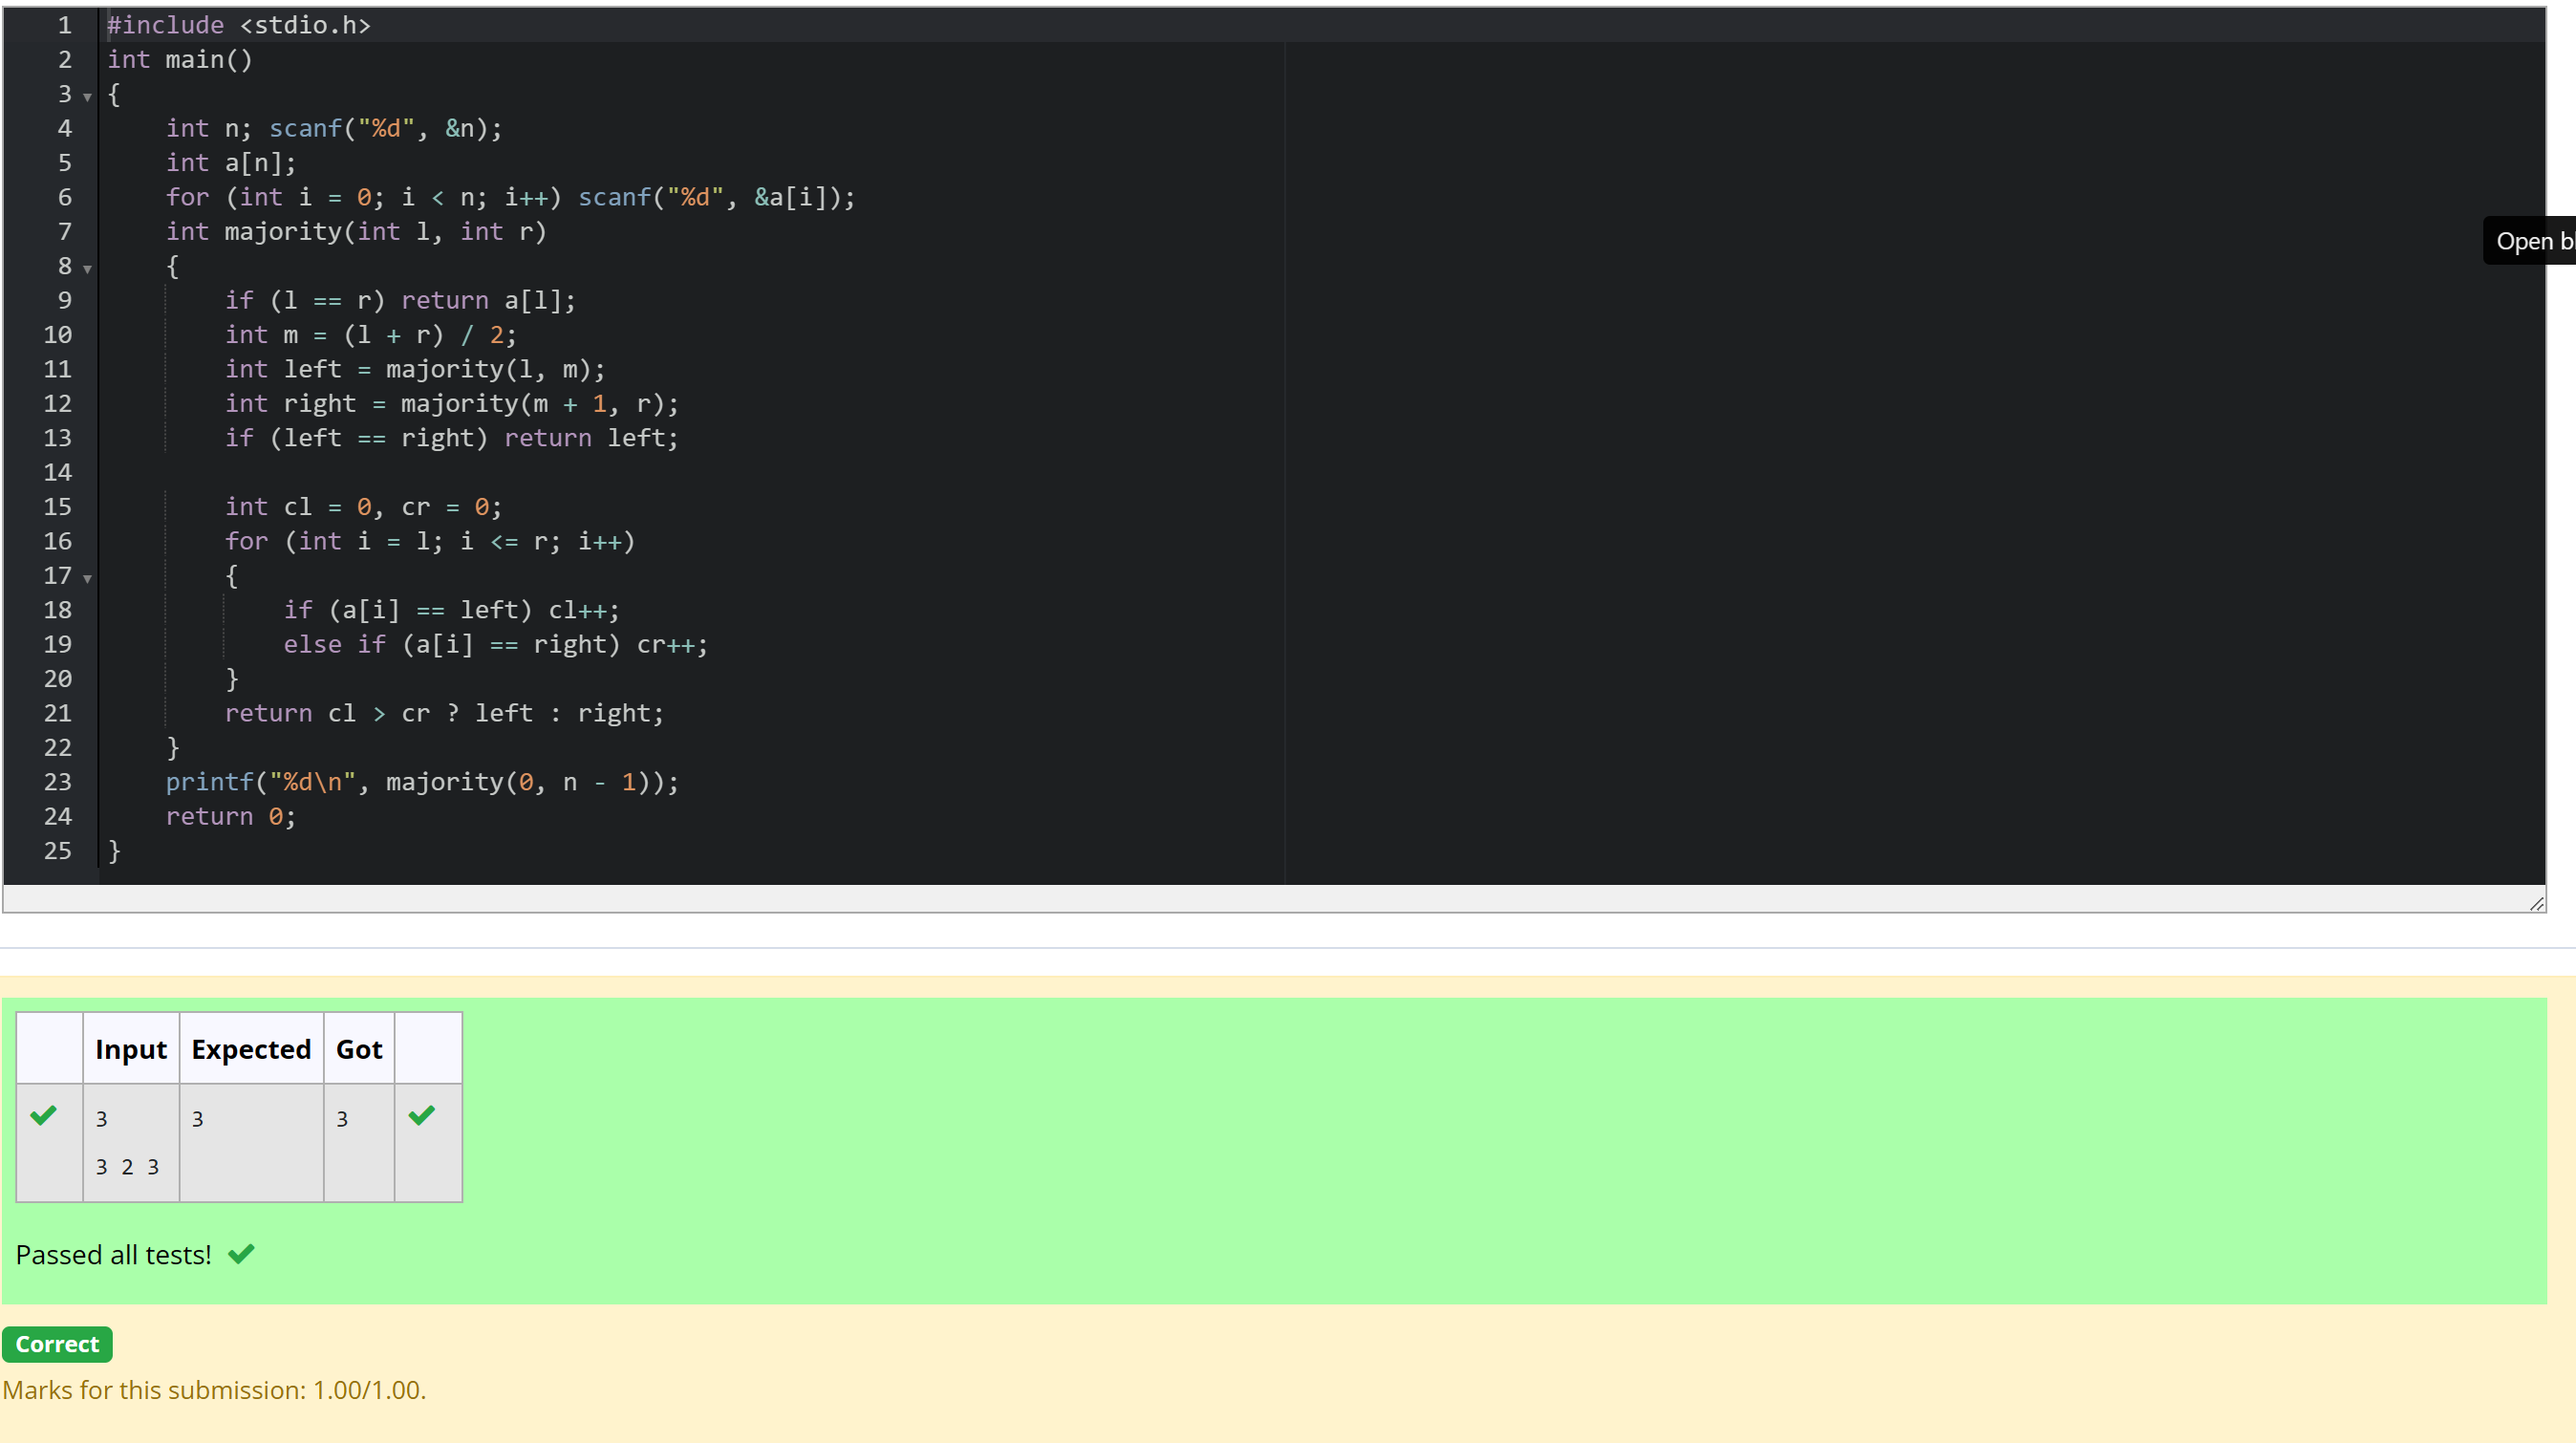 1 #include <stdio.h>
2 int main()
3 {
4     int n; scanf("%d", &n);
5     int a[n];
6     for (int i = 0; i < n; i++) scanf("%d", &a[i]);
7     int majority(int l, int r)
Open b
8     {
9         if (l == r) return a[l];
10         int m = (l + r) / 2;
11         int left = majority(l, m);
12         int right = majority(m + 1, r);
13         if (left == right) return left;
14
15         int cl = 0, cr = 0;
16         for (int i = l; i <= r; i++)
17         {
18             if (a[i] == left) cl++;
19             else if (a[i] == right) cr++;
20         }
21         return cl > cr ? left : right;
22     }
23     printf("%d\n", majority(0, n - 1));
24     return 0;
25 }
Input Expected Got
3 3 3
3 2 3
Passed all tests!
Correct
Marks for this submission: 1.00/1.00.